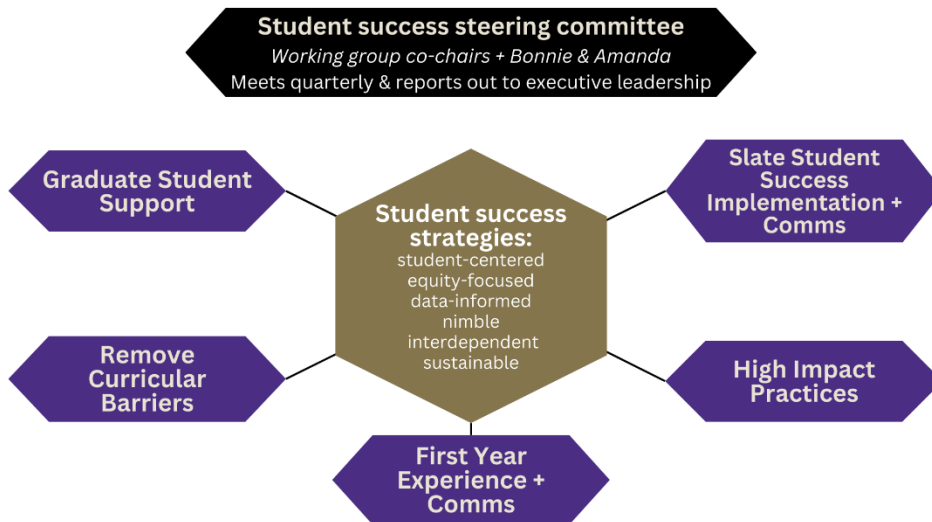 Student success steering committee
Working group co-chairs + Bonnie & Amanda
Meets quarterly & reports out to executive leadership
Graduate Student
Support
Slate Student
Success
Implementation +
Comms
Student success
strategies:
student-centered
equity-focused
data-informed
nimble
interdependent
sustainable
Remove
Curricular
Barriers
High Impact
Practices
First Year
Experience +
Comms